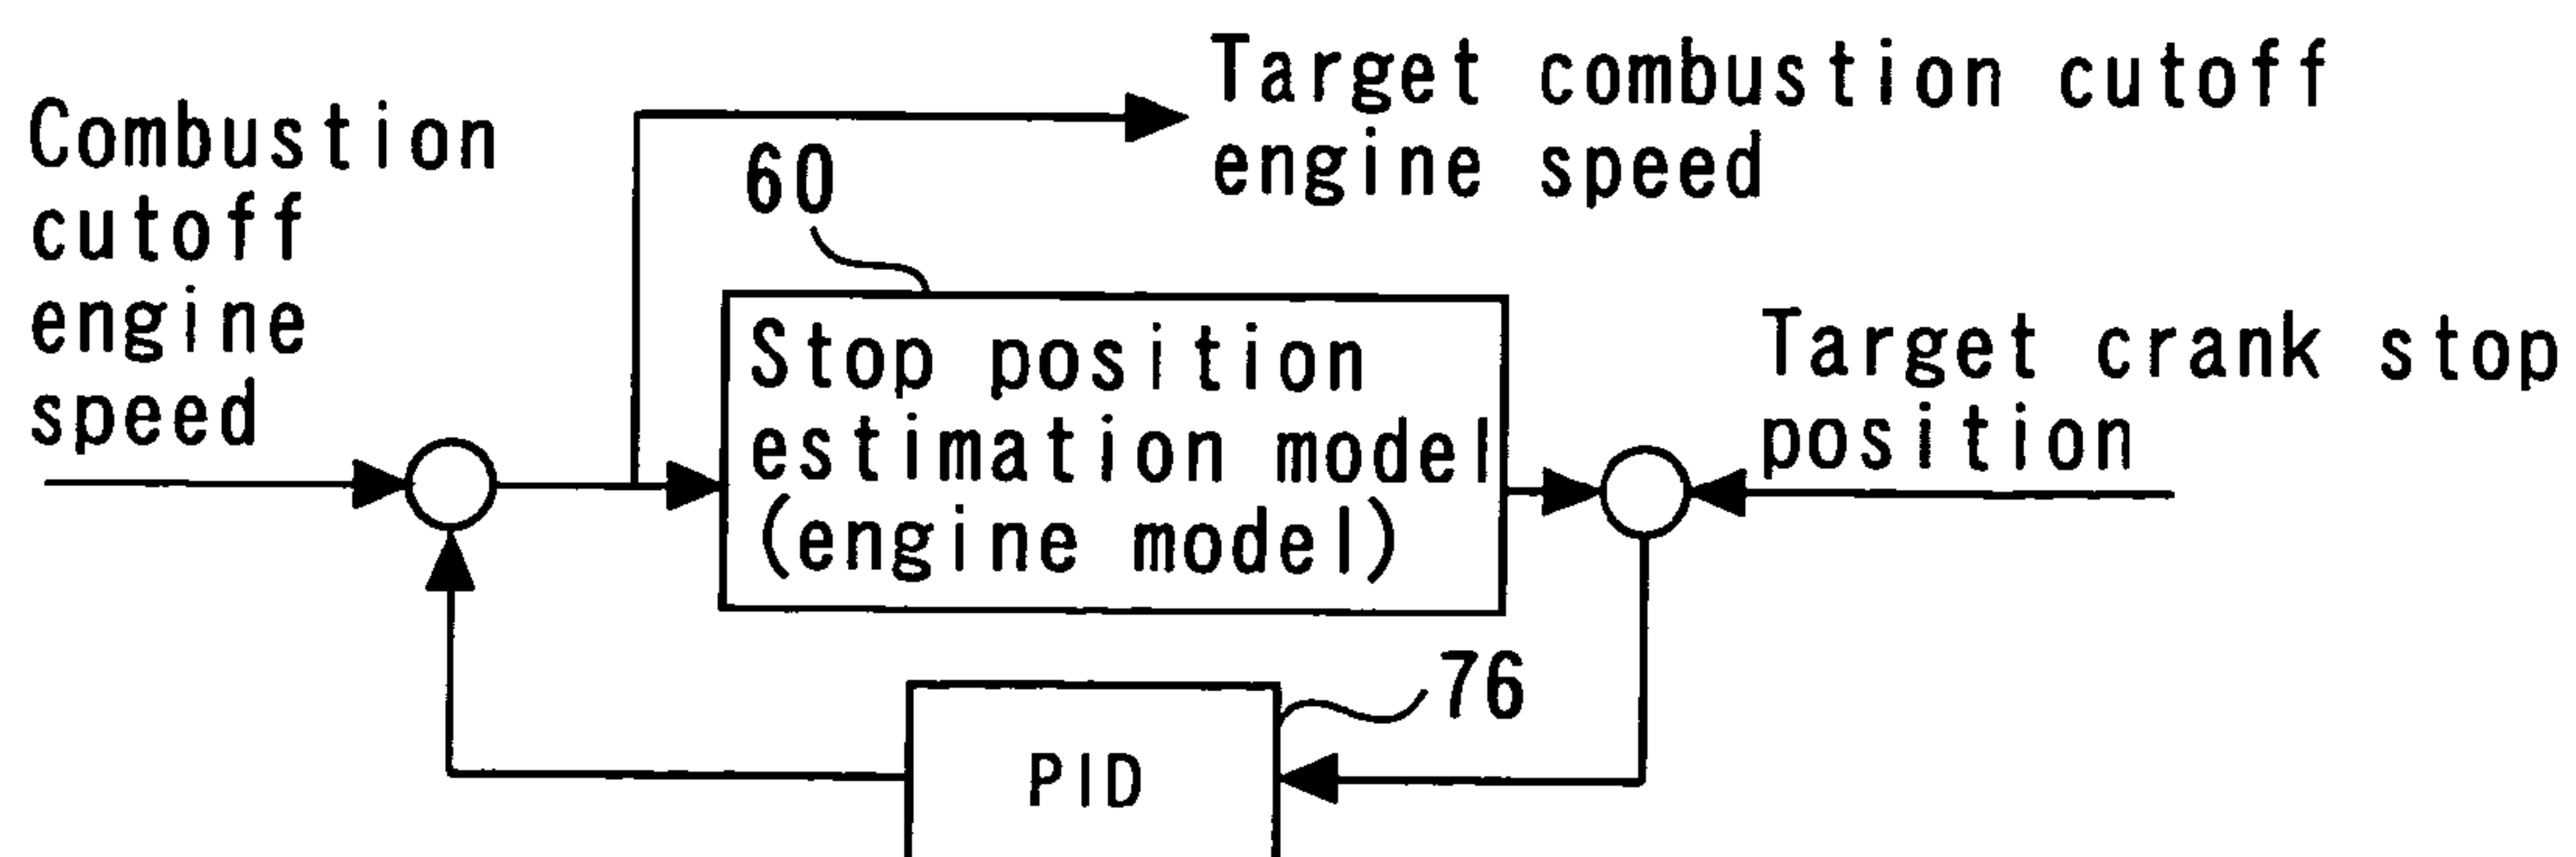 Combustion
cutoff
engine
speed
Target combustion cutoff
engine speed
60
Stop position
estimation model
(engine model)
Target crank stop
position
76
PID